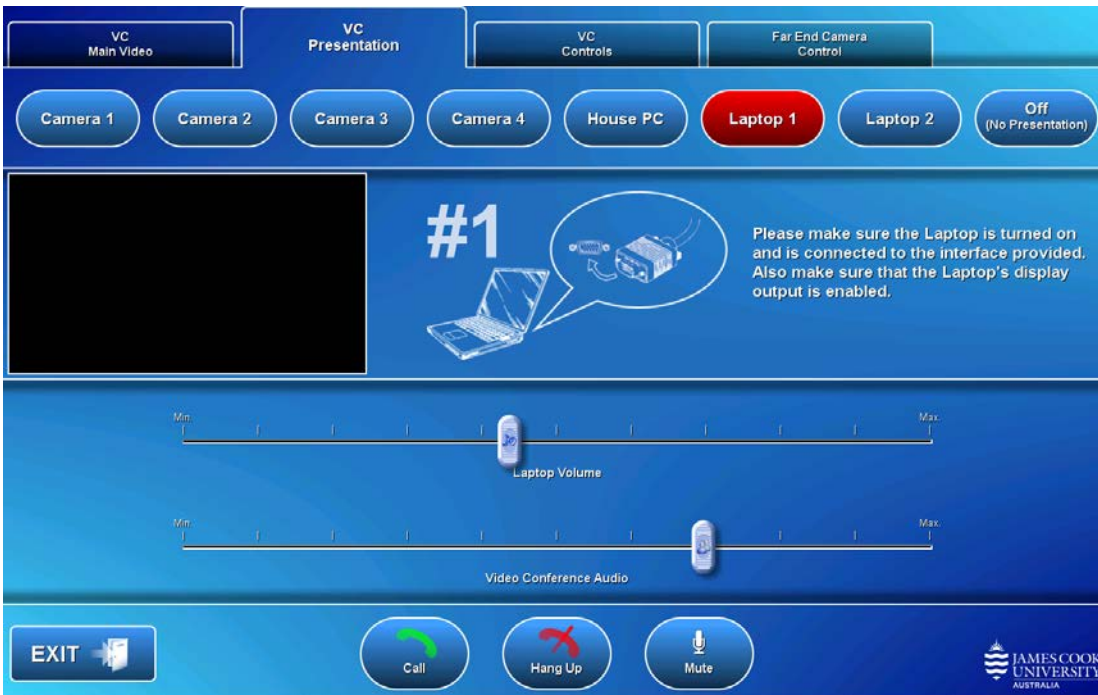 VC
Main Video
VC
Presentation
VC
Controls
Far End Camera
Control
Camera 1
Camera 2
Camera 3
Camera 4
House PC
Laptop 1
Laptop 2
Off
(No Presentation)
#1
Please make sure the Laptop is turned on
and is connected to the interface provided.
Also make sure that the Laptop's display
output is enabled.
Min.
Max.
Laptop Volume
Min.
Max.
Video Conference Audio
EXIT
Call
Hang Up
Mute
JAMES COOK
UNIVERSITY
AUSTRALIA